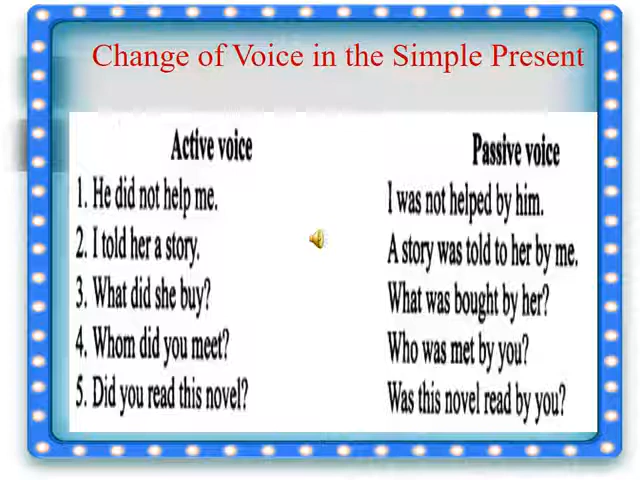 Change of Voice in the Simple Present
Active voice Passive voice
1. He did not help me. I was not helped by him.
2. I told her a story. A story was told to her by me.
3. What did she buy? What was bought by her?
4. Whom did you meet? Who was met by you?
5. Did you read this novel? Was this novel read by you?